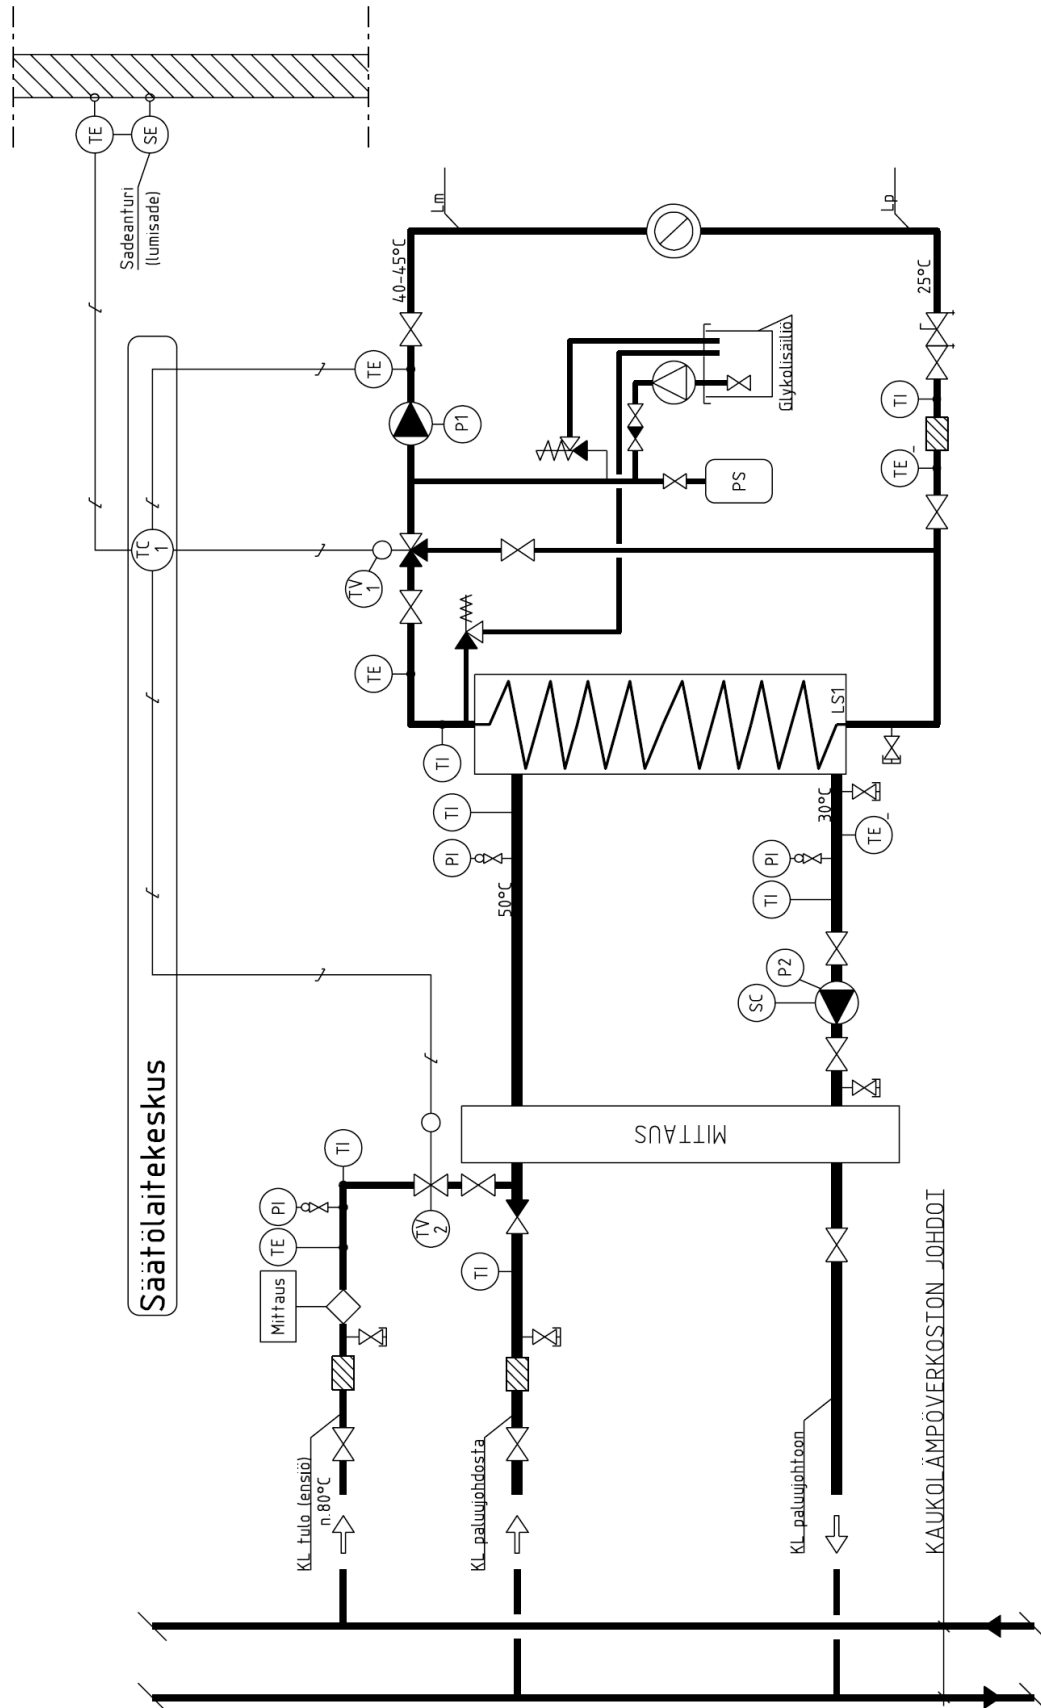 TE
SE
Sadeanturi
(lumisade)
Lm
Lp
40-45°C
25°C
TE
P1
Glykolisäiliö
TI
TE
PS
TC
1
TV
1
TE
TI
LS1
TI
PI
50°C
30°C
TE
PI
TI
P2
SC
Säätölaitekeskus
MITTAUS
TI
PI
TE
TV
2
Mittaus
TI
KL tulo (ensiö)
n.80°C
KL paluujohdosta
KL paluujohtoon
KAUKOLÄMPÖVERKOSTON JOHDOT